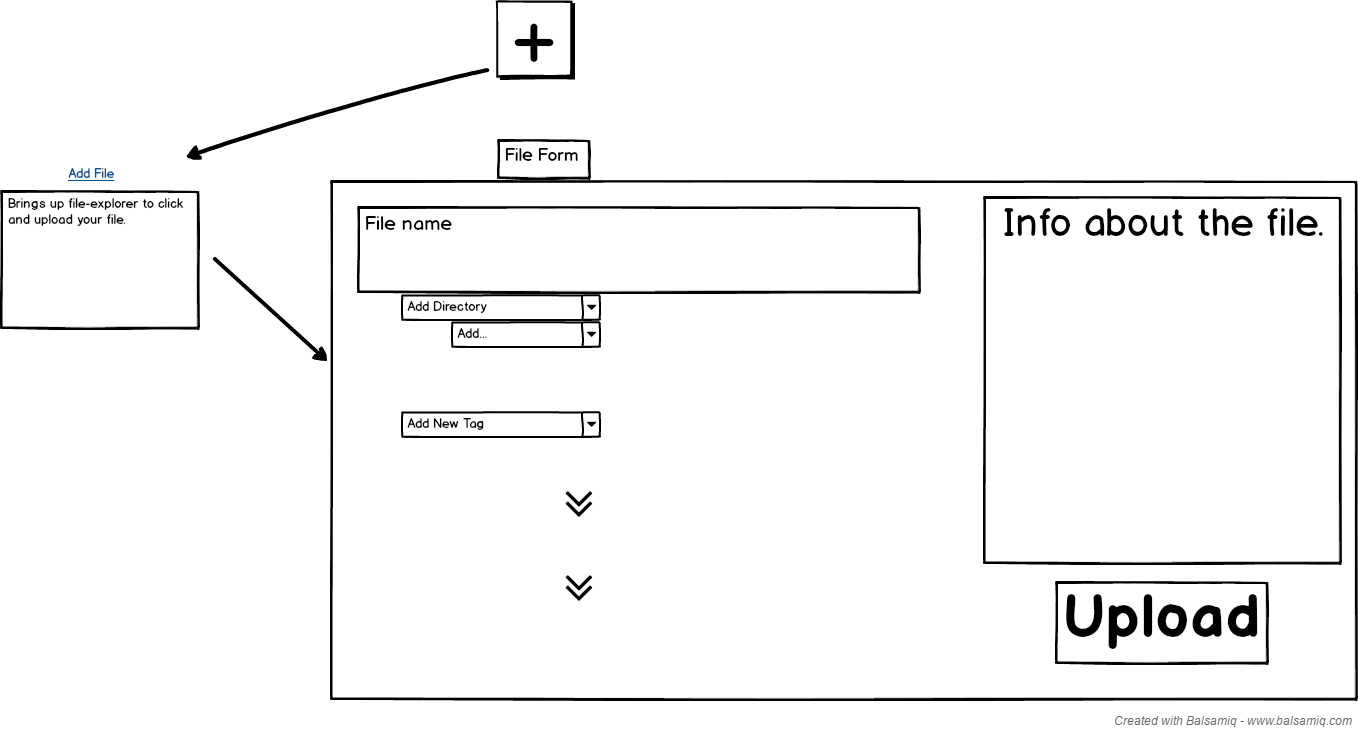 +
File Form
Add File
Brings up file-explorer to click
and upload your file.
File name
Add Directory
Add...
Add New Tag
Info about the file.
Upload
Created with Balsamiq - www.balsamiq.com